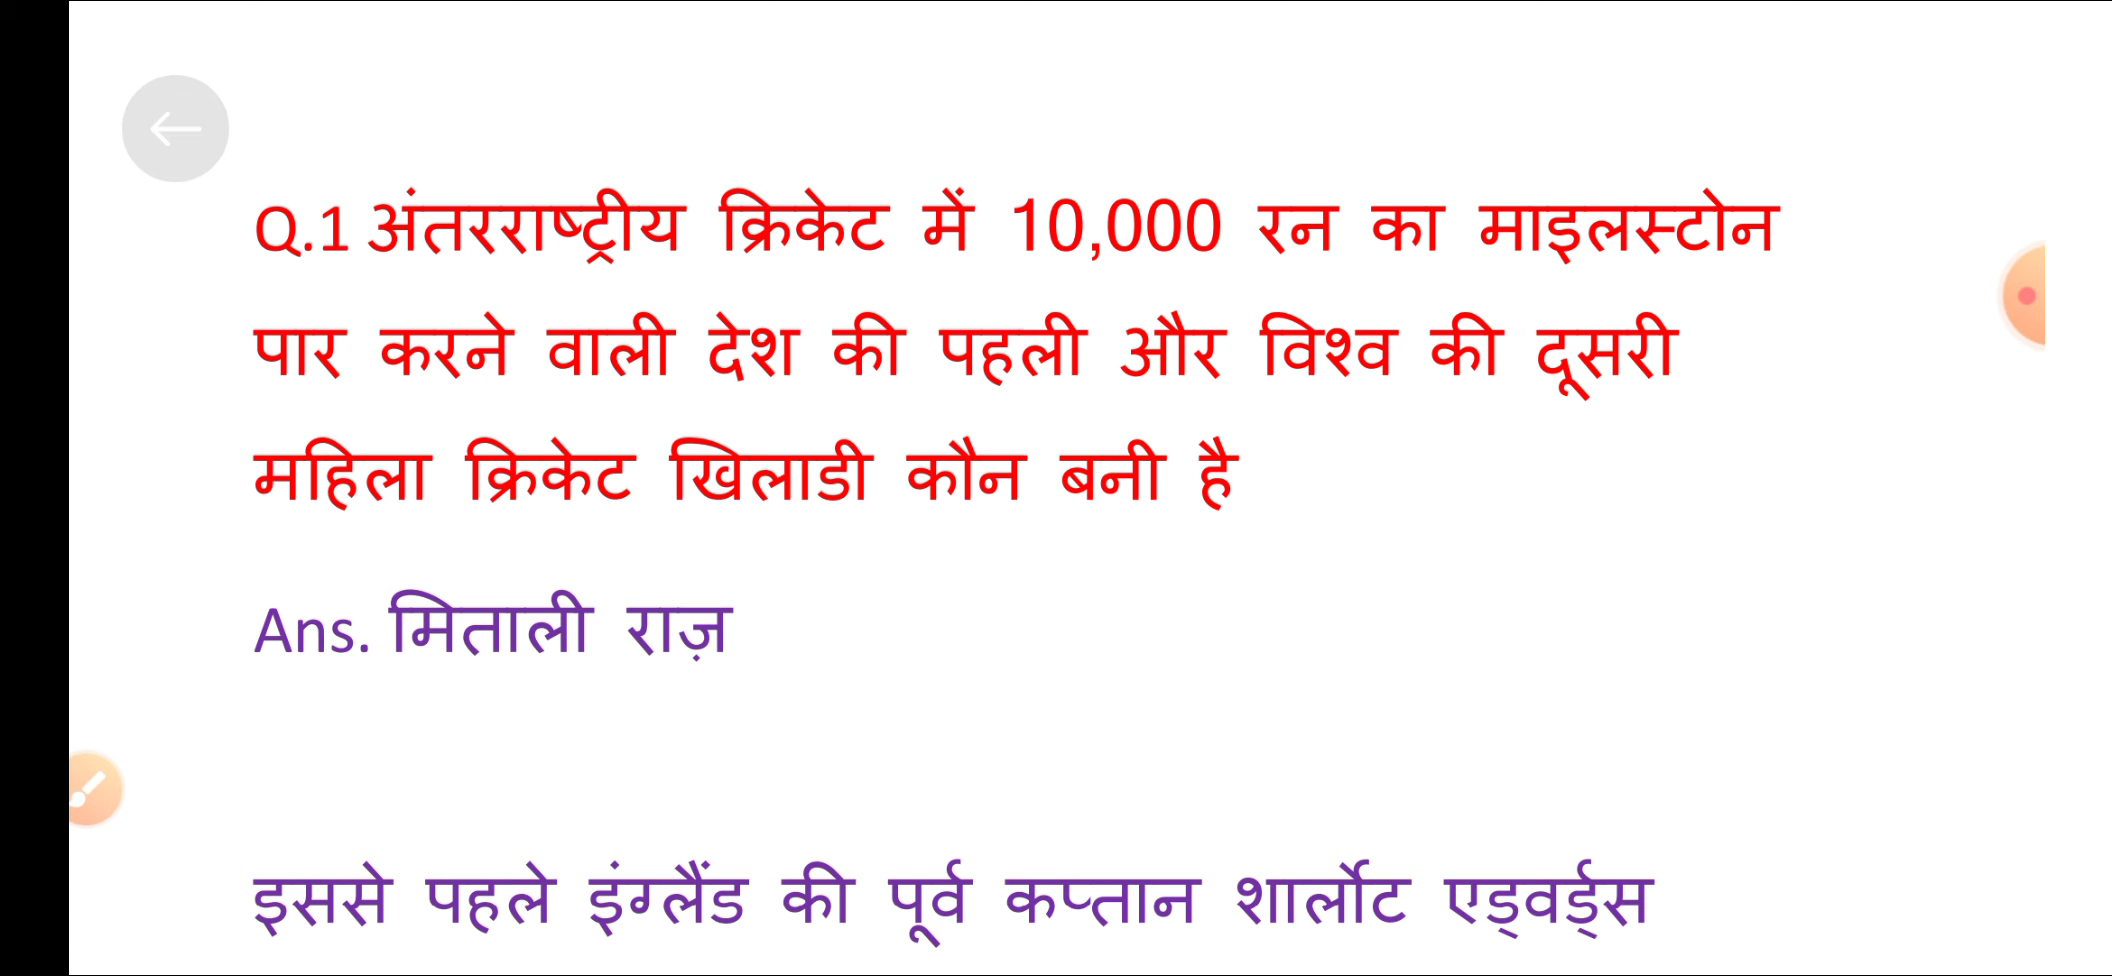 Q.1 अंतरराष्ट्रीय क्रिकेट में 10,000 रन का माइलस्टोन
पार करने वाली देश की पहली और विश्व की दूसरी
महिला क्रिकेट खिलाडी कौन बनी है
Ans. मिताली राज़
इससे पहले इंग्लैंड की पूर्व कप्तान शार्लोट एड्वर्ड्स